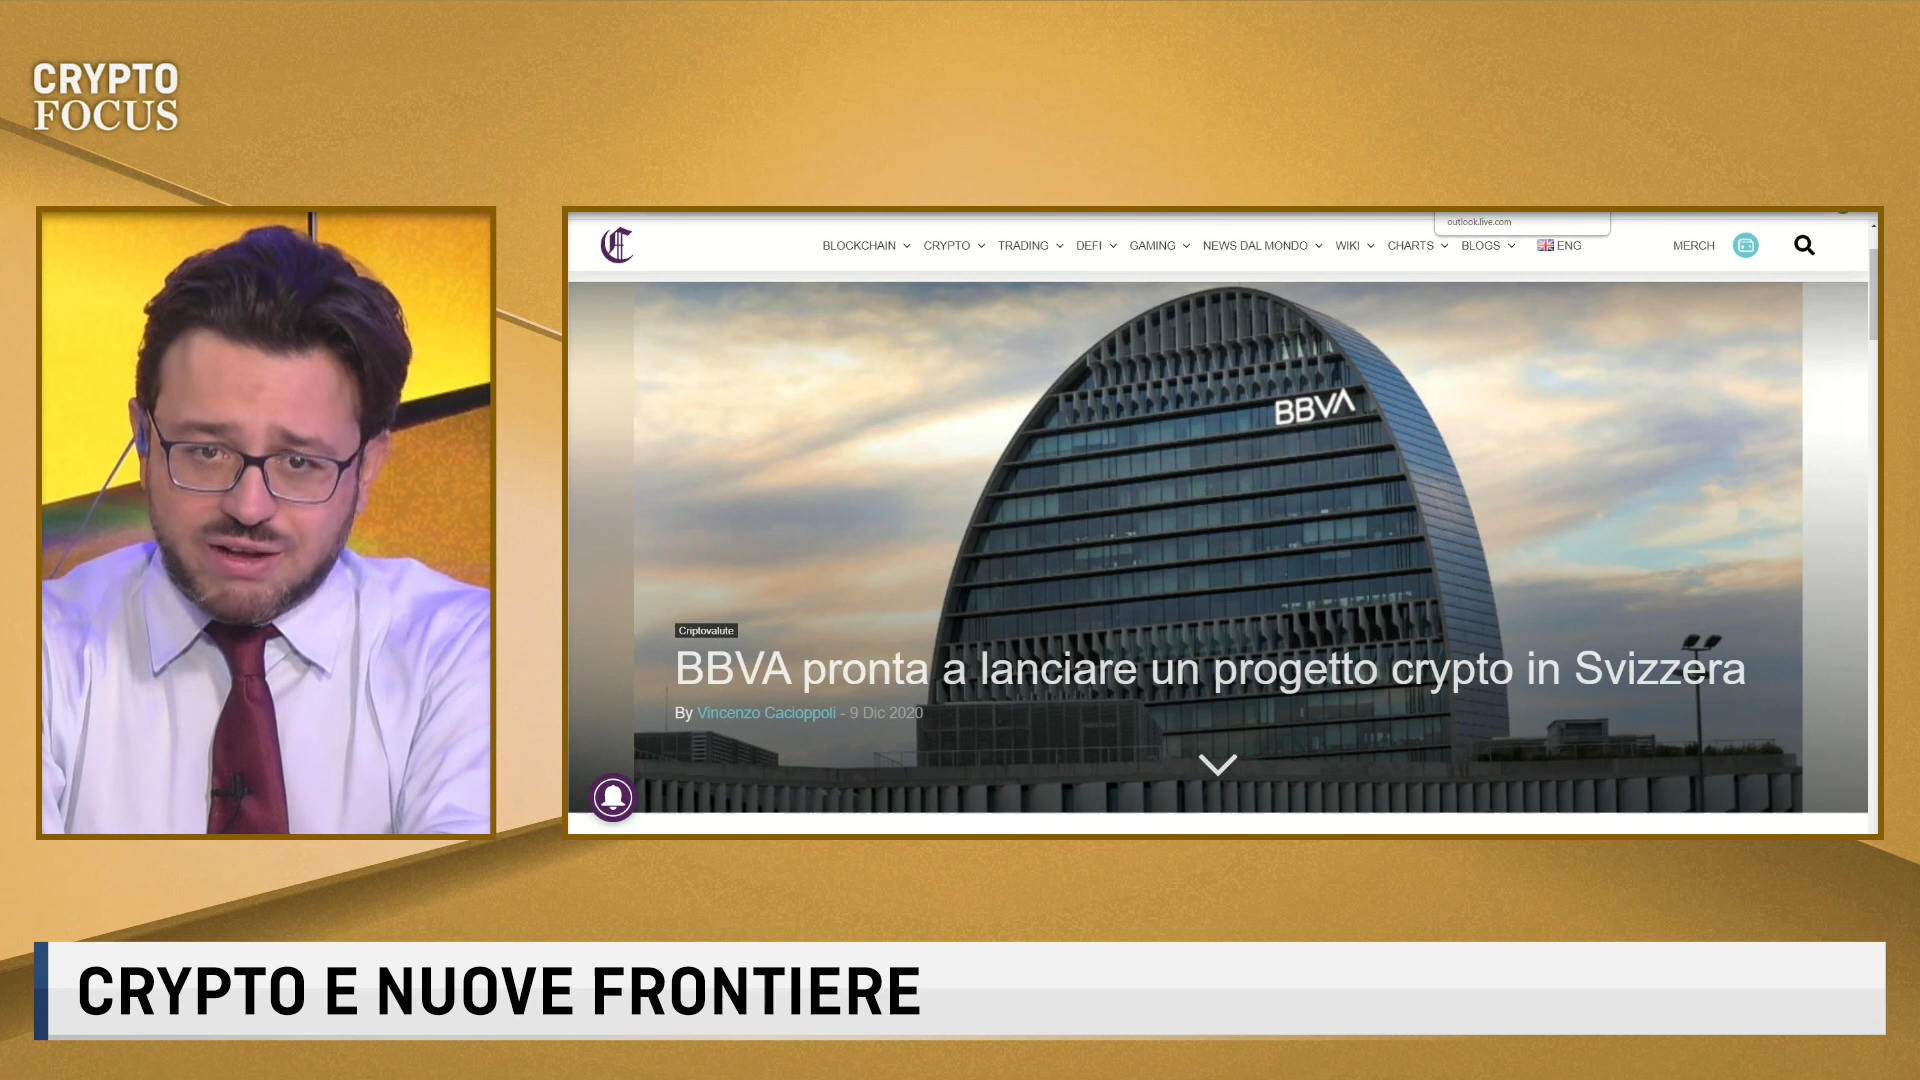 CRYPTO
FOCUS
outlook.live.com
BLOCKCHAIN CRYPTO TRADING DEFI GAMING NEWS DAL MONDO WIKI CHARTS BLOGS ENG MERCH
BBVA
Criptovalute
BBVA pronta a lanciare un progetto crypto in Svizzera
By Vincenzo Cacioppoli - 9 Dic 2020
CRYPTO E NUOVE FRONTIERE